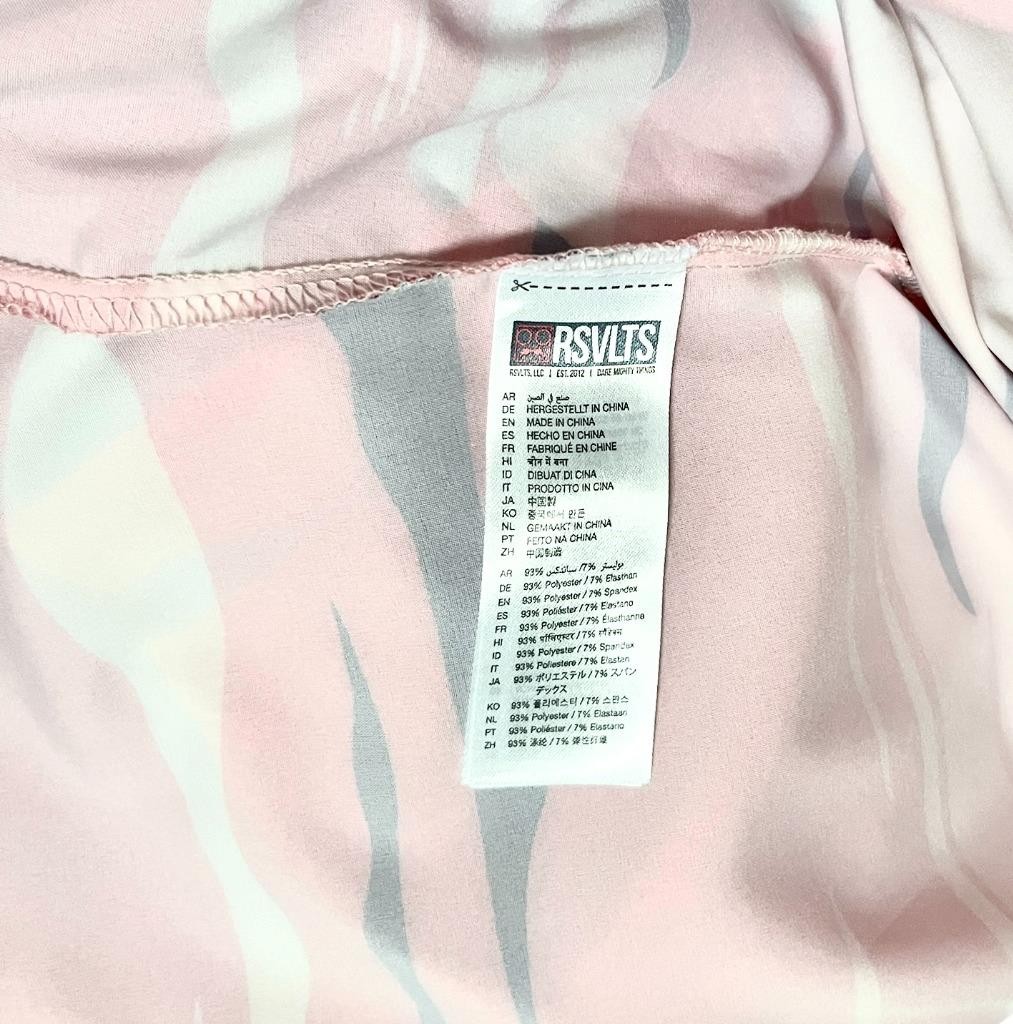 RSVLTS
RSVLTS, LLC | EST. 2012 | DARE MIGHTY THINGS
AR صنع في الصين
DE HERGESTELLT IN CHINA
EN MADE IN CHINA
ES HECHO EN CHINA
FR FABRIQUÉ EN CHINE
HI चीन में बना
ID DIBUAT DI CINA
IT PRODOTTO IN CINA
JA 中国製
KO 중국에서 만든
NL GEMAAKT IN CHINA
PT FEITO NA CHINA
ZH 中国制造
AR 93% بوليستر /7% سباندكس
DE 93% Polyester / 7% Elasthan
EN 93% Polyester / 7% Spandex
ES 93% Poliéster / 7% Elastano
FR 93% Polyester / 7% Élasthanne
HI 93% पॉलिएस्टर / 7% स्पैन्डेक्स
ID 93% Polyester / 7% Spandex
IT 93% Poliestere / 7% Elastan
JA 93% ポリエステル / 7% スパン
デックス
KO 93% 폴리에스터 / 7% 스판스
NL 93% Polyester / 7% Elastaan
PT 93% Poliéster / 7% Elastano
ZH 93% 涤纶 / 7% 弹性纤维